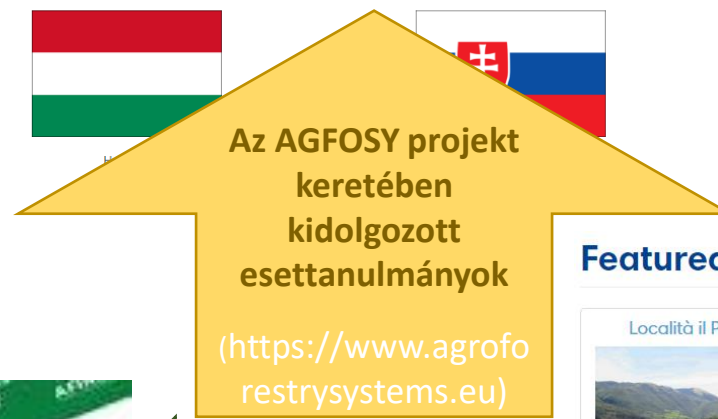 Az AGFOSY projekt
keretében
kidolgozott
esettanulmányok
(https://www.agrofo
restrysystems.eu)
Featured
Località il P